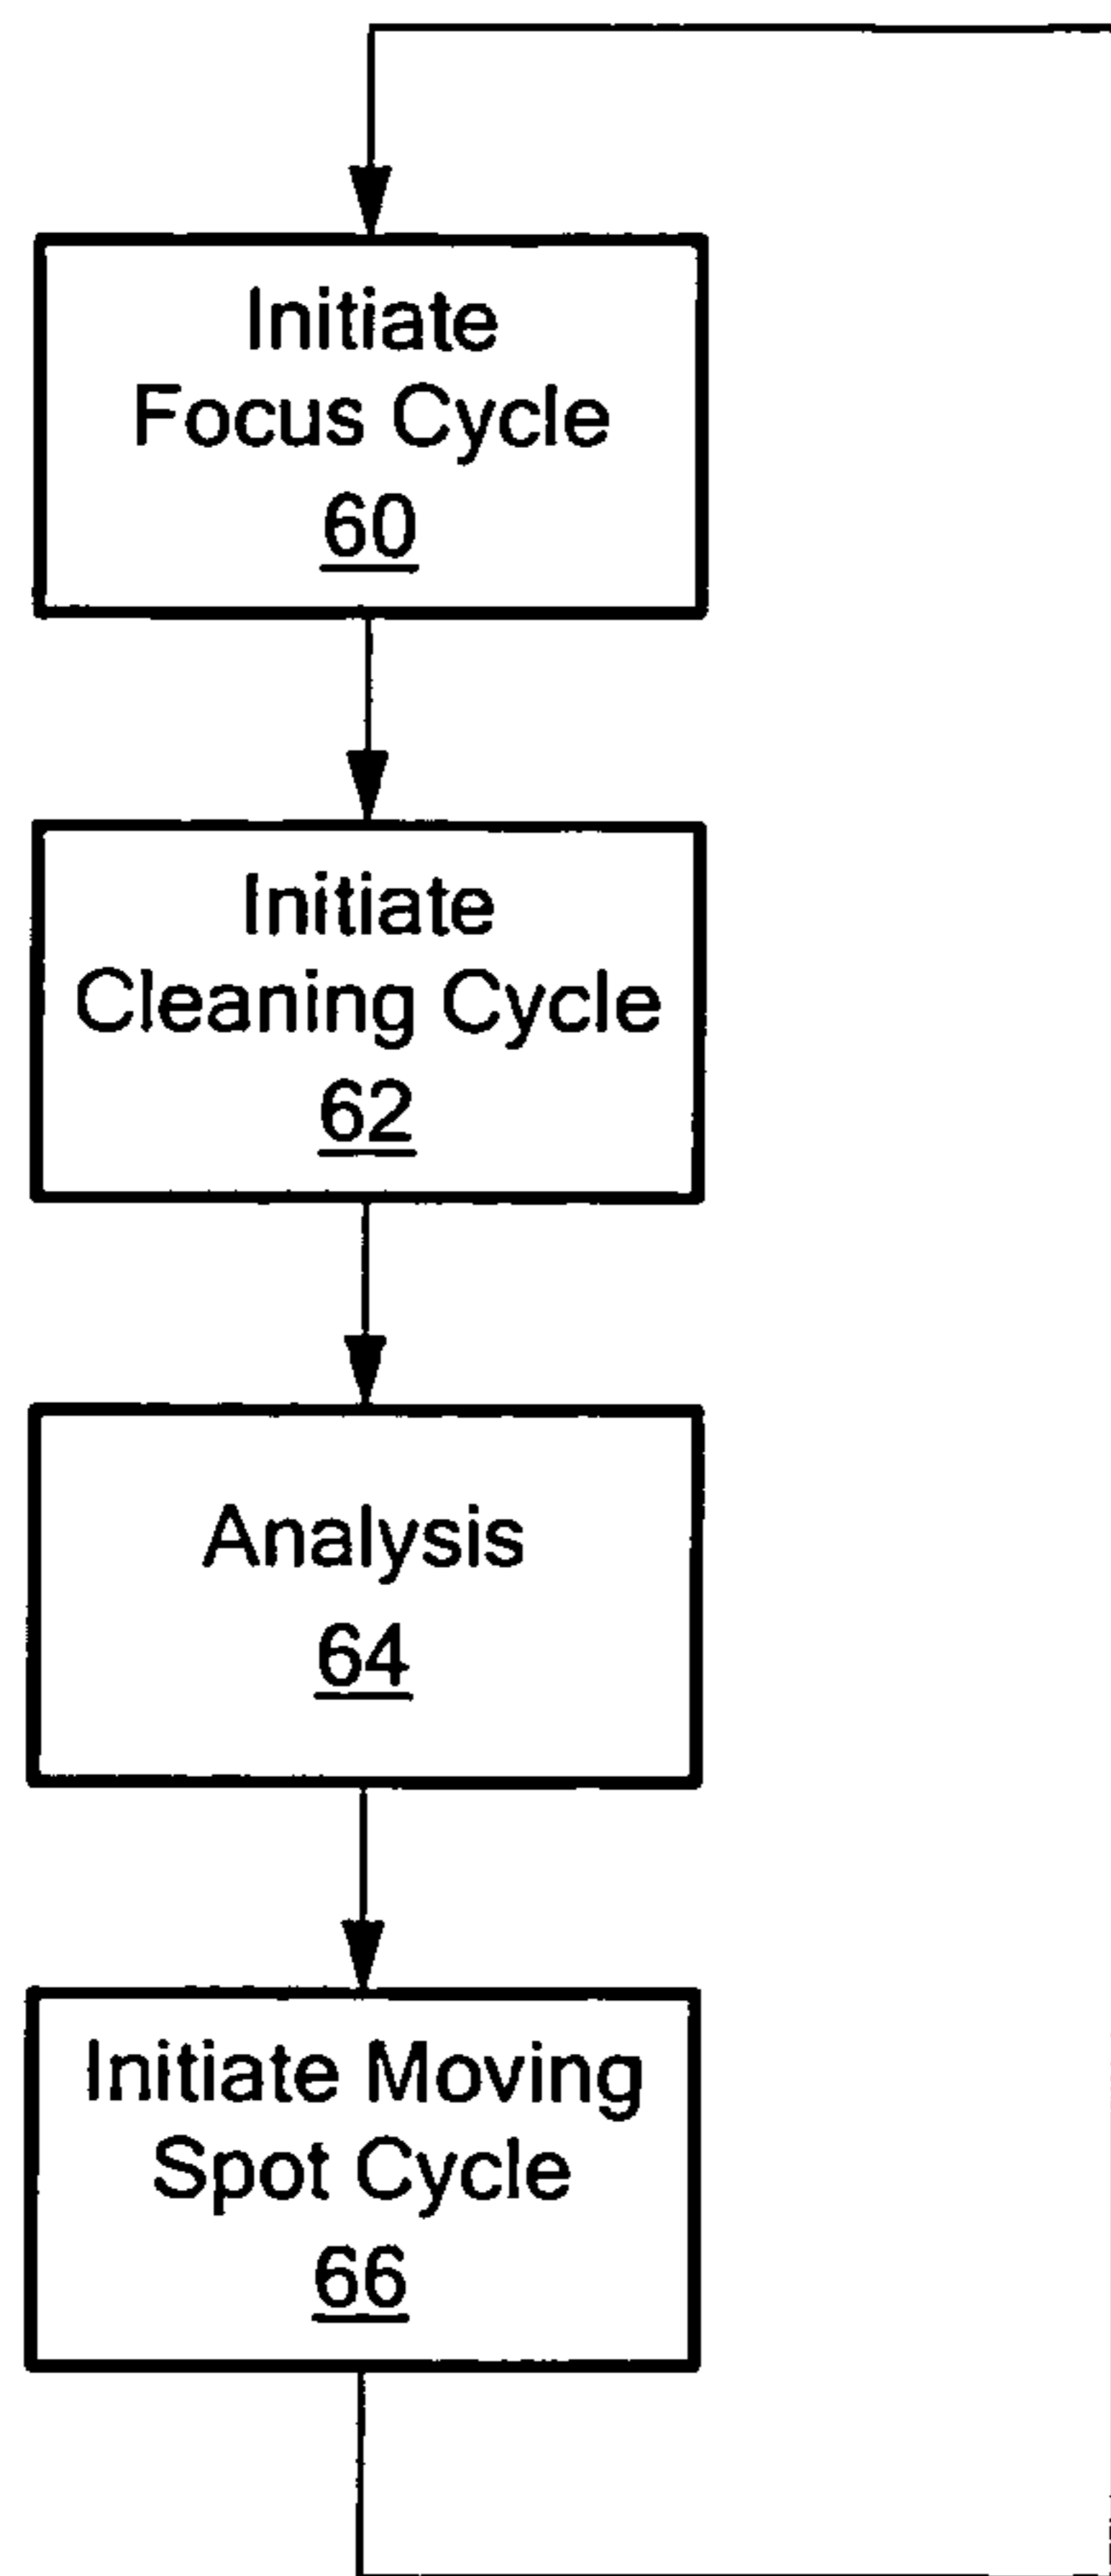 Initiate
Focus Cycle
60
Initiate
Cleaning Cycle
62
Analysis
64
Initiate Moving
Spot Cycle
66